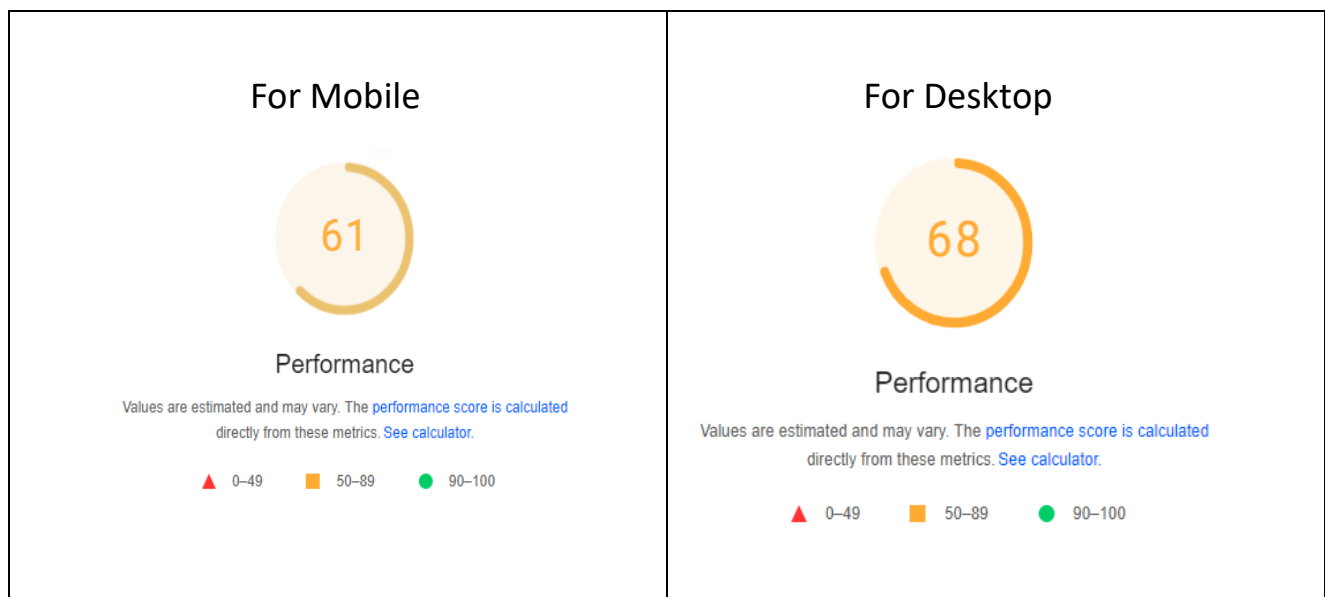 For Mobile
61
Performance
Values are estimated and may vary. The performance score is calculated
directly from these metrics. See calculator.
0–49 50–89 90–100
For Desktop
68
Performance
Values are estimated and may vary. The performance score is calculated
directly from these metrics. See calculator.
0–49 50–89 90–100